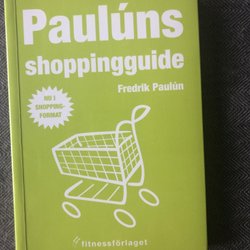 Paulúns
shoppingguide
Fredrik Paulún
NU I
SHOPPING-
FORMAT
fitnessförlaget